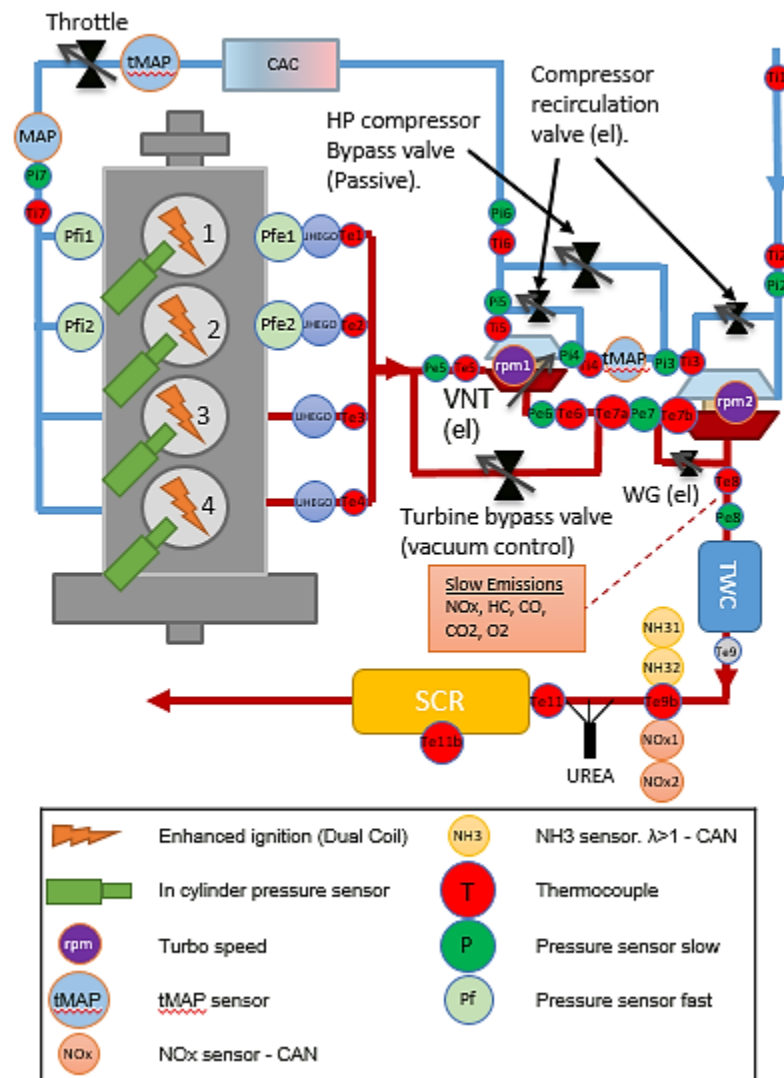 Throttle
tMAP
CAC
MAP
Pi7
Ti7
HP compressor
Bypass valve
(Passive).
Compressor
recirculation
valve (el).
Pfi1
1
Pfe1
UHEGO
Te1
Pfi2
2
Pfe2
UHEGO
Te2
3
UHEGO
Te3
4
UHEGO
Te4
Pi6
Ti6
Pi5
Ti5
rpm1
Pi4
Ti4
tMAP
Pi3
Ti3
Pe5
Te5
VNT
(el)
Pe6
Te6
Te7a
Pe7
Te7b
rpm2
WG (el)
Te8
Pe8
Turbine bypass valve
(vacuum control)
Slow Emissions
NOx, HC, CO,
CO2, O2
TWC
NH31
NH32
Te9
Te9b
NOx1
NOx2
SCR
Te11
Te11b
UREA
Enhanced ignition (Dual Coil)
In cylinder pressure sensor
rpm
Turbo speed
tMAP
tMAP sensor
NOx
NOx sensor - CAN
NH3
NH3 sensor. λ>1 - CAN
T
Thermocouple
P
Pressure sensor slow
Pf
Pressure sensor fast